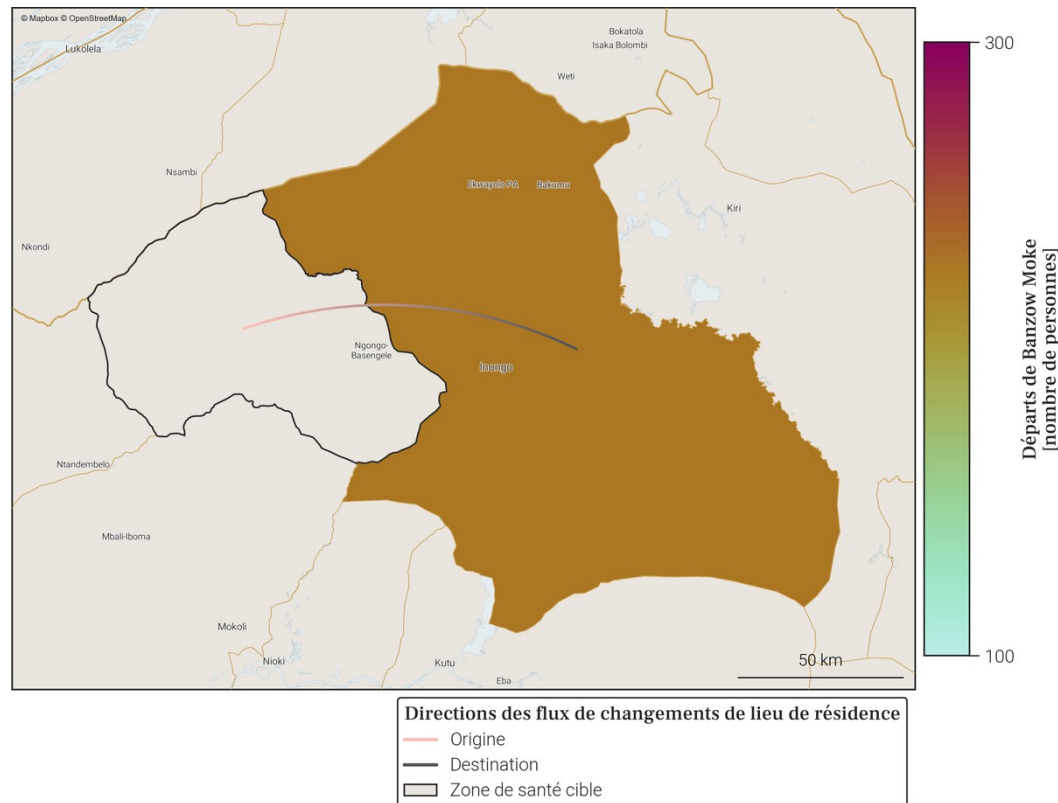 © Mapbox © OpenStreetMap
Lukolela
Bokatola
Isaka Bolombi
Weti
Nsambi
Ekwayolo PA
Bakumu
Kiri
Nkondi
Ngongo-
Basengele
Inongo
Ntandembelo
Mbali-Iboma
Mokoli
Nioki
Kutu
Eba
50 km
300
100
Départs de Banzow Moke
[nombre de personnes]
Directions des flux de changements de lieu de résidence
Origine
Destination
Zone de santé cible